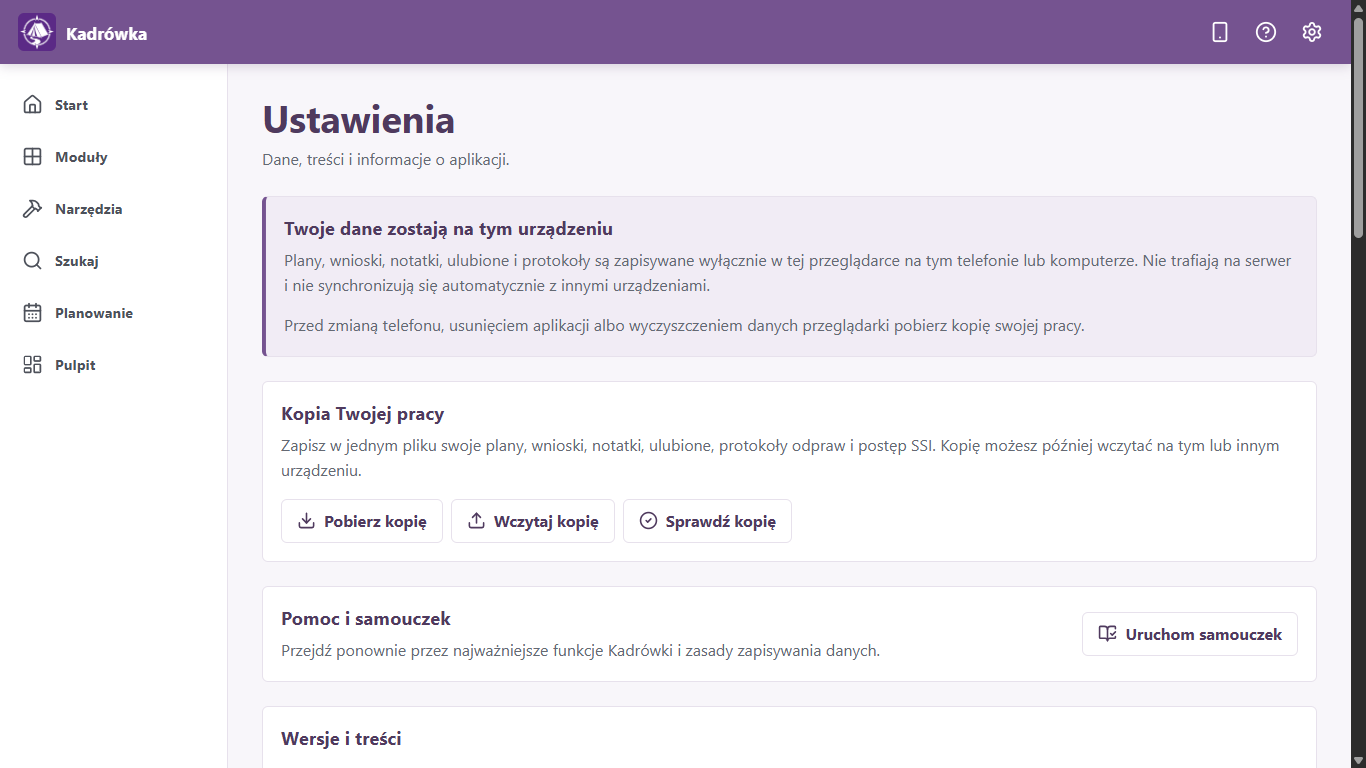 Kadrówka
Start
Moduły
Narzędzia
Szukaj
Planowanie
Pulpit
Ustawienia
Dane, treści i informacje o aplikacji.
Twoje dane zostają na tym urządzeniu
Plany, wnioski, notatki, ulubione i protokoły są zapisywane wyłącznie w tej przeglądarce na tym telefonie lub komputerze. Nie trafiają na serwer
i nie synchronizują się automatycznie z innymi urządzeniami.
Przed zmianą telefonu, usunięciem aplikacji albo wyczyszczeniem danych przeglądarki pobierz kopię swojej pracy.
Kopia Twojej pracy
Zapisz w jednym pliku swoje plany, wnioski, notatki, ulubione, protokoły odpraw i postęp SSI. Kopię możesz później wczytać na tym lub innym
urządzeniu.
Pobierz kopię
Wczytaj kopię
Sprawdź kopię
Pomoc i samouczek
Przejdź ponownie przez najważniejsze funkcje Kadrówki i zasady zapisywania danych.
Uruchom samouczek
Wersje i treści